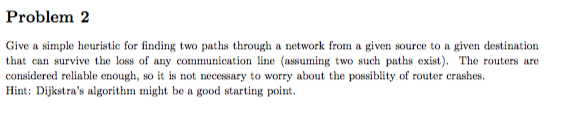 Problem 2
Give a simple heuristic for finding two paths through a network from a given source to a given destination
that can survive the loss of any communication line (assuming two such paths exist). The routers are
considered reliable enough, so it is not necessary to worry about the possiblity of router crashes.
Hint: Dijkstra's algorithm might be a good starting point.